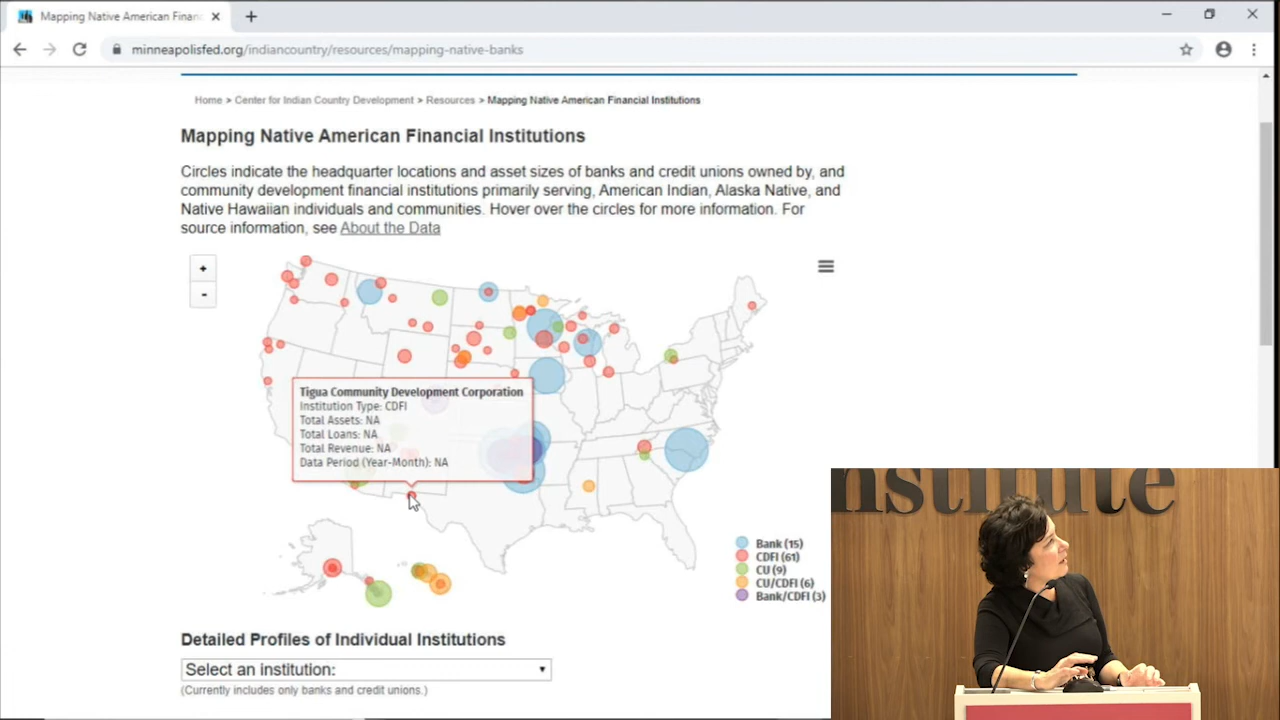 Mapping Native American Finan
minneapolisfed.org/indiancountry/resources/mapping-native-banks
Home > Center for Indian Country Development > Resources > Mapping Native American Financial Institutions
Mapping Native American Financial Institutions
Circles indicate the headquarter locations and asset sizes of banks and credit unions owned by, and
community development financial institutions primarily serving, American Indian, Alaska Native, and
Native Hawaiian individuals and communities. Hover over the circles for more information. For
source information, see About the Data
+
-
Tigua Community Development Corporation
Institution Type: CDFI
Total Assets: NA
Total Loans: NA
Total Revenue: NA
Data Period (Year-Month): NA
Bank (15)
CDFI (61)
CU (9)
CU/CDFI (6)
Bank/CDFI (3)
nstitute
Detailed Profiles of Individual Institutions
Select an institution:
(Currently includes only banks and credit unions.)